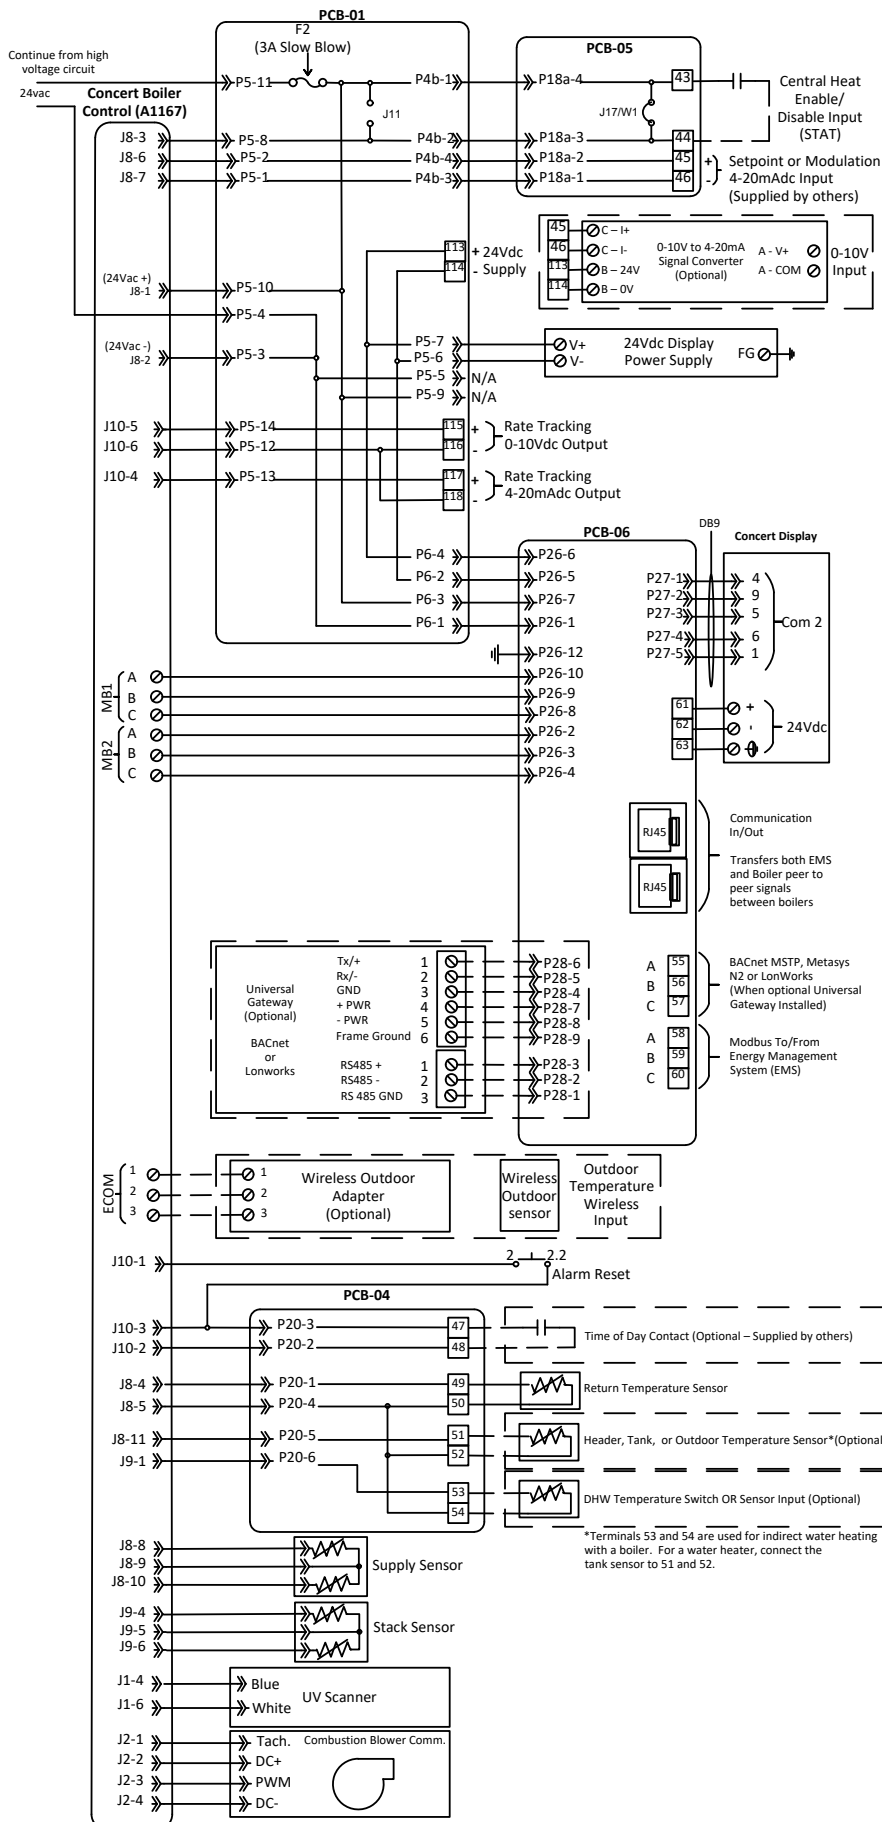 PCB-01
F2
(3A Slow Blow)
PCB-05
Continue from high
voltage circuit
24vac
Concert Boiler
Control (A1167)
P5-11
P4b-1
P18a-4
43
J11
J17/W1
Central Heat
Enable/
Disable Input
(STAT)
J8-3
P5-8
P4b-2
P18a-3
44
J8-6
P5-2
P4b-4
P18a-2
45
+
J8-7
P5-1
P4b-3
P18a-1
46
-
Setpoint or Modulation
4-20mAdc Input
(Supplied by others)
113
+ 24Vdc
114
- Supply
45
C – I+
46
C – I-
113
B – 24V
114
B – 0V
0-10V to 4-20mA
Signal Converter
(Optional)
A - V+
A - COM
0-10V
Input
(24Vac +)
J8-1
P5-10
P5-4
(24Vac -)
J8-2
P5-3
P5-7
V+
P5-6
V-
24Vdc Display
Power Supply
FG
P5-5
N/A
P5-9
N/A
J10-5
P5-14
115
+
J10-6
P5-12
116
-
Rate Tracking
0-10Vdc Output
J10-4
P5-13
117
+
118
-
Rate Tracking
4-20mAdc Output
PCB-06
DB9
Concert Display
P6-4
P26-6
P6-2
P26-5
P6-3
P26-7
P6-1
P26-1
P27-1
4
P27-2
9
P27-3
5
P27-4
6
P27-5
1
Com 2
P26-12
MB1
A
P26-10
B
P26-9
C
P26-8
MB2
A
P26-2
B
P26-3
C
P26-4
61
+
62
-
63
24Vdc
RJ45
RJ45
Communication
In/Out
Transfers both EMS
and Boiler peer to
peer signals
between boilers
Universal
Gateway
(Optional)
BACnet
or
Lonworks
Tx/+
1
P28-6
Rx/-
2
P28-5
GND
3
P28-4
+ PWR
4
P28-7
- PWR
5
P28-8
Frame Ground
6
P28-9
RS485 +
1
P28-3
RS485 -
2
P28-2
RS 485 GND
3
P28-1
A
55
B
56
C
57
BACnet MSTP, Metasys
N2 or LonWorks
(When optional Universal
Gateway Installed)
A
58
B
59
C
60
Modbus To/From
Energy Management
System (EMS)
ECOM
1
1
2
2
3
3
Wireless Outdoor
Adapter
(Optional)
Wireless
Outdoor
sensor
Outdoor
Temperature
Wireless
Input
J10-1
2
2.2
Alarm Reset
PCB-04
J10-3
P20-3
47
J10-2
P20-2
48
Time of Day Contact (Optional – Supplied by others)
J8-4
P20-1
49
J8-5
P20-4
50
Return Temperature Sensor
J8-11
P20-5
51
J9-1
P20-6
52
Header, Tank, or Outdoor Temperature Sensor*(Optional
53
54
DHW Temperature Switch OR Sensor Input (Optional)
*Terminals 53 and 54 are used for indirect water heating
with a boiler. For a water heater, connect the
tank sensor to 51 and 52.
J8-8
J8-9
J8-10
Supply Sensor
J9-4
J9-5
J9-6
Stack Sensor
J1-4
Blue
J1-6
White
UV Scanner
J2-1
Tach.
Combustion Blower Comm.
J2-2
DC+
J2-3
PWM
J2-4
DC-